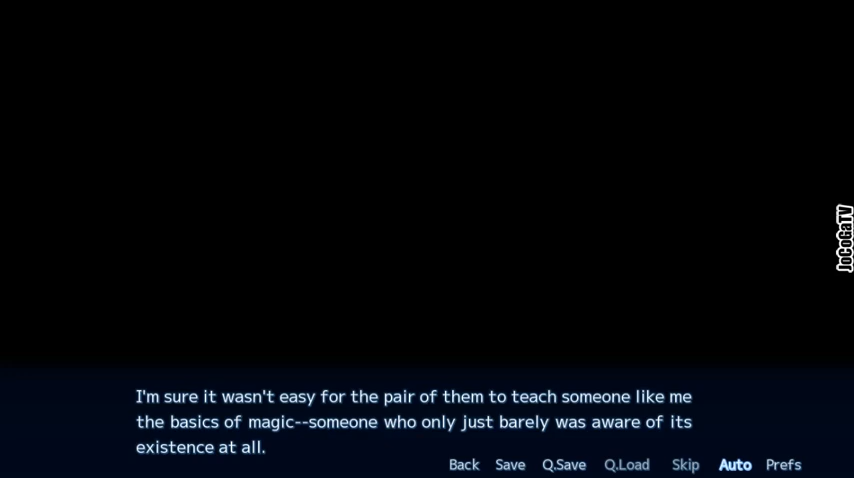 JoCoGaTV
I'm sure it wasn't easy for the pair of them to teach someone like me
the basics of magic--someone who only just barely was aware of its
existence at all.
Back Save Q.Save Q.Load Skip Auto Prefs